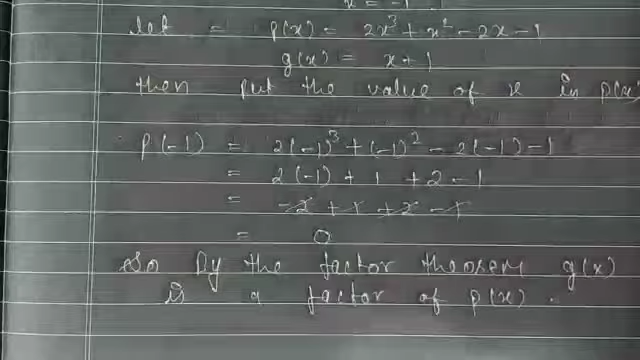 x = -1
let = p(x) = 2x³ + x² - 2x - 1
g(x) = x + 1
then put the value of x in p(x)
p(-1) = 2(-1)³ + (-1)² - 2(-1) - 1
= 2(-1) + 1 + 2 - 1
= -2 + 1 + 2 - 1
= 0
so by the factor theorem g(x)
is a factor of p(x).